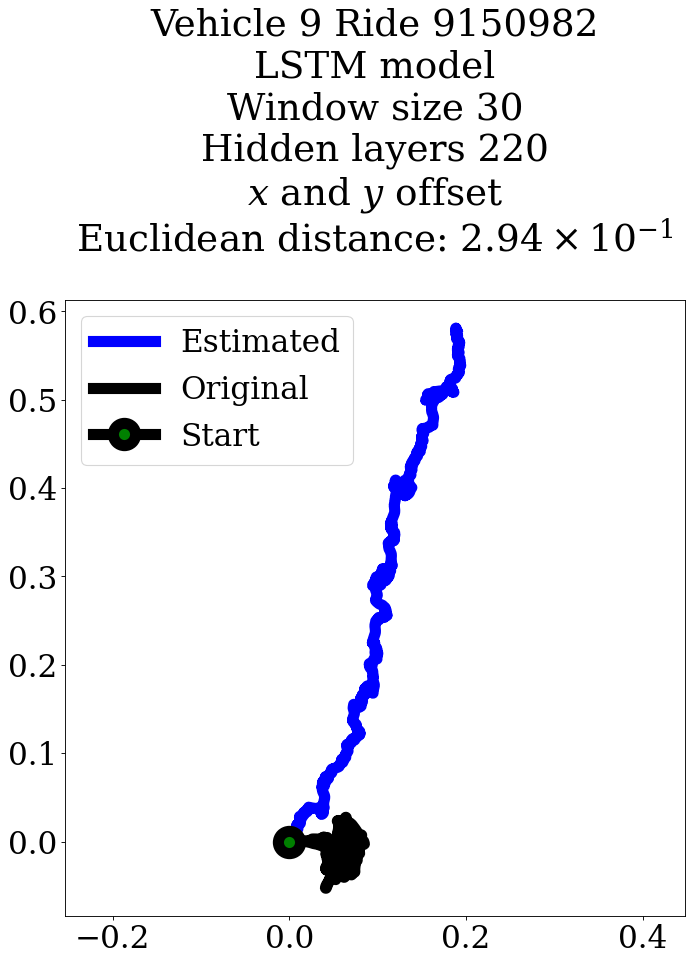 Vehicle 9 Ride 9150982
LSTM model
Window size 30
Hidden layers 220
x and y offset
Euclidean distance: 2.94 × 10⁻¹
0.6
0.5
0.4
0.3
0.2
0.1
0.0
Estimated
Original
Start
−0.2
0.0
0.2
0.4